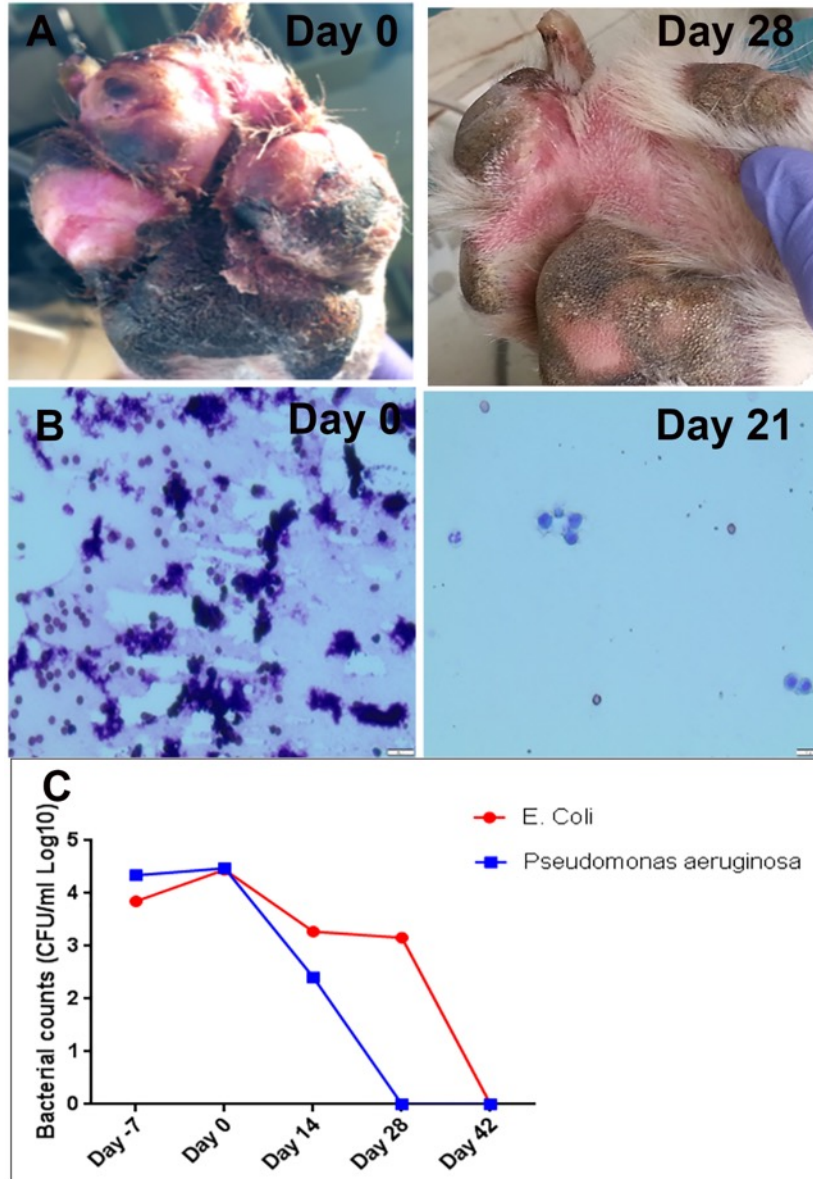 A Day 0
Day 28
B Day 0
Day 21
C
E. Coli
Pseudomonas aeruginosa
Bacterial counts (CFU/ml Log10)
5
4
3
2
1
0
Day -7
Day 0
Day 14
Day 28
Day 42